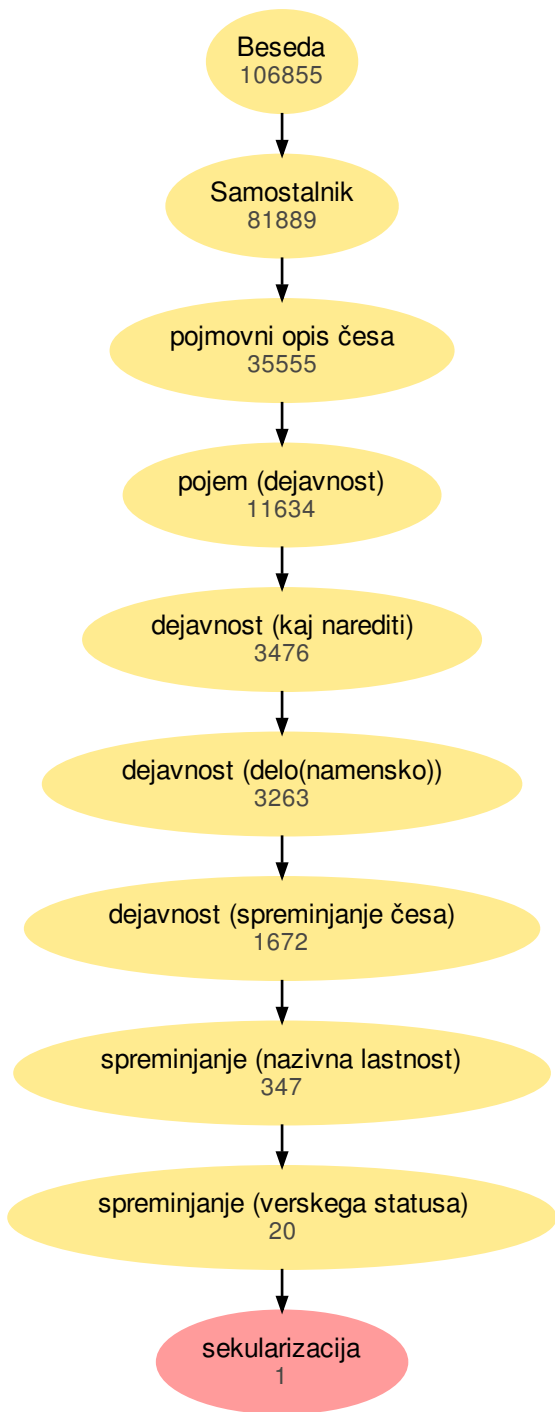 Beseda
106855
Samostalnik
81889
pojmovni opis česa
35555
pojem (dejavnost)
11634
dejavnost (kaj narediti)
3476
dejavnost (delo(namensko))
3263
dejavnost (spreminjanje česa)
1672
spreminjanje (nazivna lastnost)
347
spreminjanje (verskega statusa)
20
sekularizacija
1